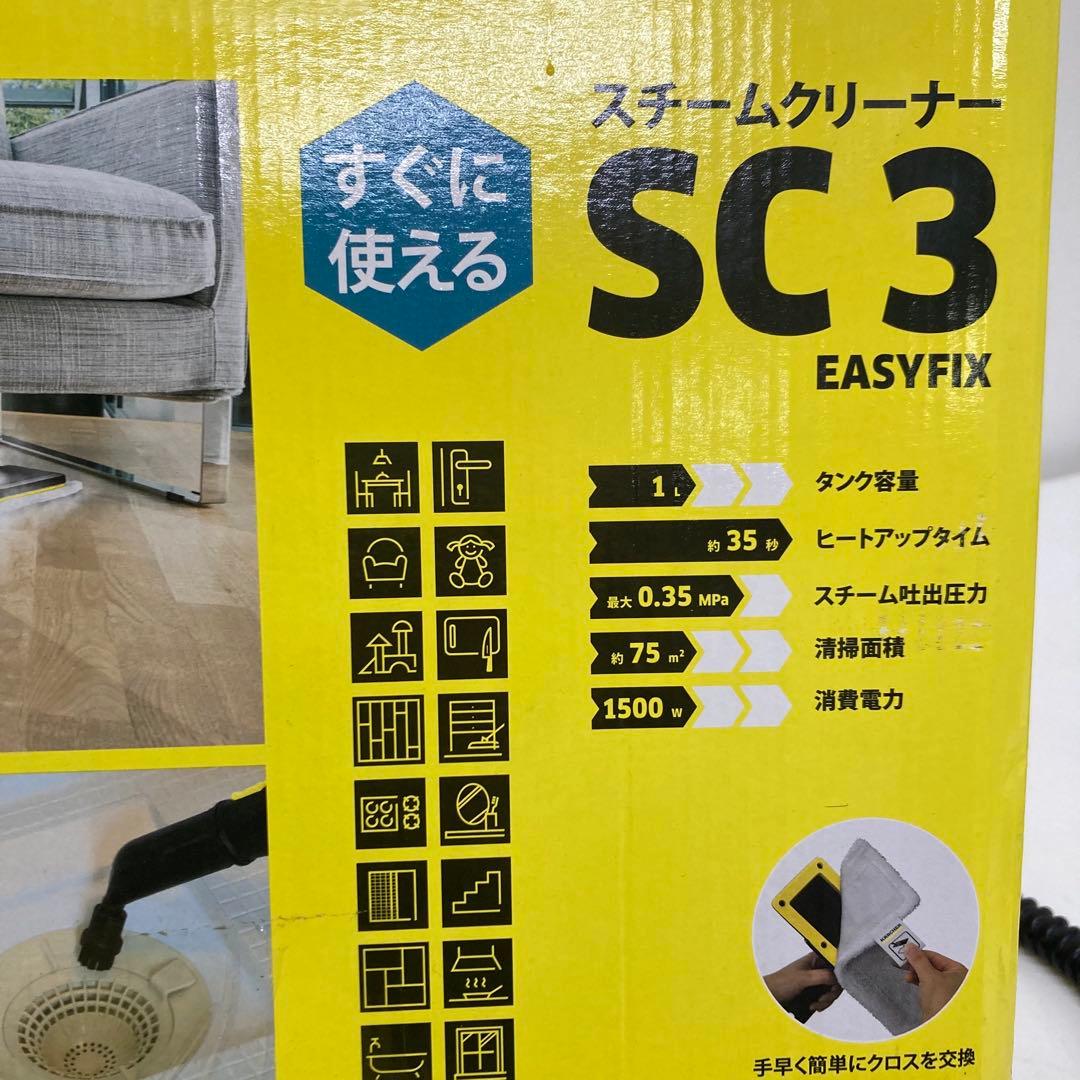 すぐに
使える
スチームクリーナー
SC 3
EASYFIX
1 L タンク容量
約 35 秒 ヒートアップタイム
最大 0.35 MPa スチーム吐出圧力
約 75 m² 清掃面積
1500 W 消費電力
KÄRCHER
手早く簡単にクロスを交換